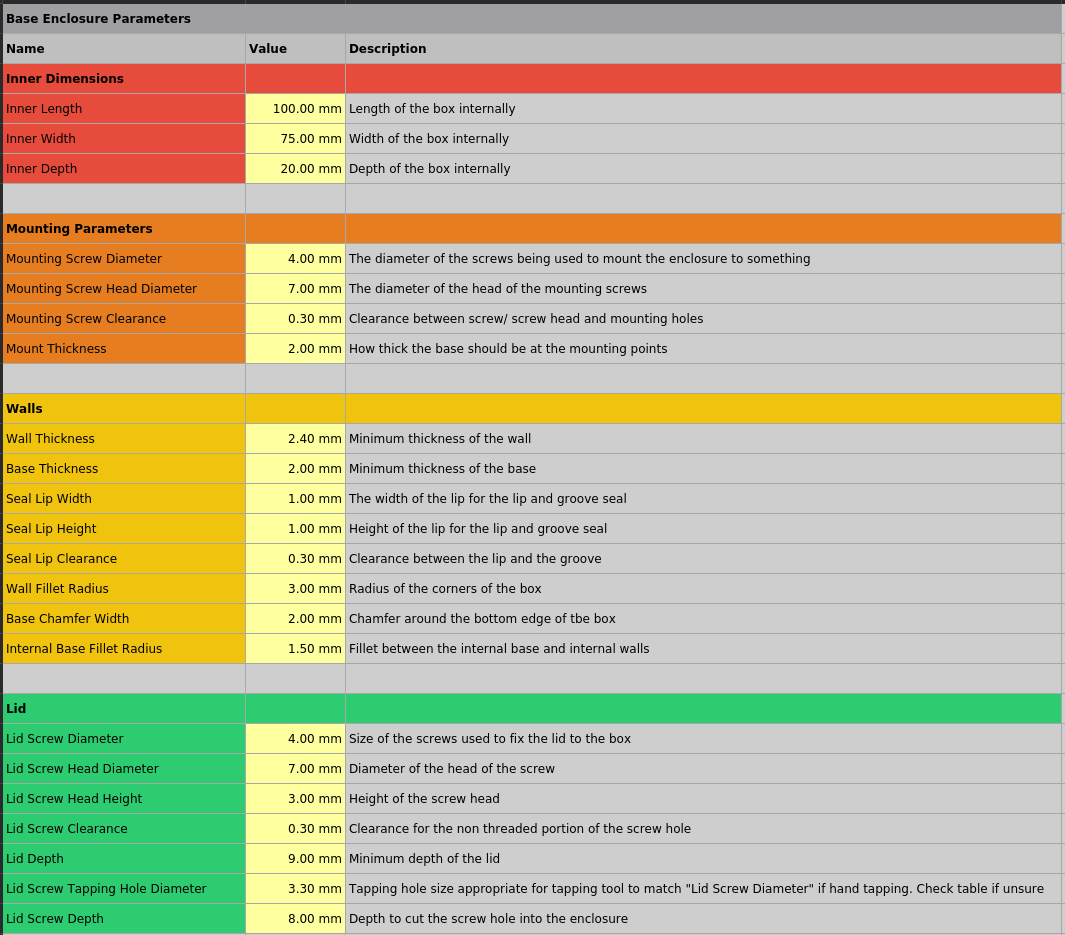 Base Enclosure Parameters
Name Value Description
Inner Dimensions
Inner Length 100.00 mm Length of the box internally
Inner Width 75.00 mm Width of the box internally
Inner Depth 20.00 mm Depth of the box internally
Mounting Parameters
Mounting Screw Diameter 4.00 mm The diameter of the screws being used to mount the enclosure to something
Mounting Screw Head Diameter 7.00 mm The diameter of the head of the mounting screws
Mounting Screw Clearance 0.30 mm Clearance between screw/ screw head and mounting holes
Mount Thickness 2.00 mm How thick the base should be at the mounting points
Walls
Wall Thickness 2.40 mm Minimum thickness of the wall
Base Thickness 2.00 mm Minimum thickness of the base
Seal Lip Width 1.00 mm The width of the lip for the lip and groove seal
Seal Lip Height 1.00 mm Height of the lip for the lip and groove seal
Seal Lip Clearance 0.30 mm Clearance between the lip and the groove
Wall Fillet Radius 3.00 mm Radius of the corners of the box
Base Chamfer Width 2.00 mm Chamfer around the bottom edge of tbe box
Internal Base Fillet Radius 1.50 mm Fillet between the internal base and internal walls
Lid
Lid Screw Diameter 4.00 mm Size of the screws used to fix the lid to the box
Lid Screw Head Diameter 7.00 mm Diameter of the head of the screw
Lid Screw Head Height 3.00 mm Height of the screw head
Lid Screw Clearance 0.30 mm Clearance for the non threaded portion of the screw hole
Lid Depth 9.00 mm Minimum depth of the lid
Lid Screw Tapping Hole Diameter 3.30 mm Tapping hole size appropriate for tapping tool to match "Lid Screw Diameter" if hand tapping. Check table if unsure
Lid Screw Depth 8.00 mm Depth to cut the screw hole into the enclosure